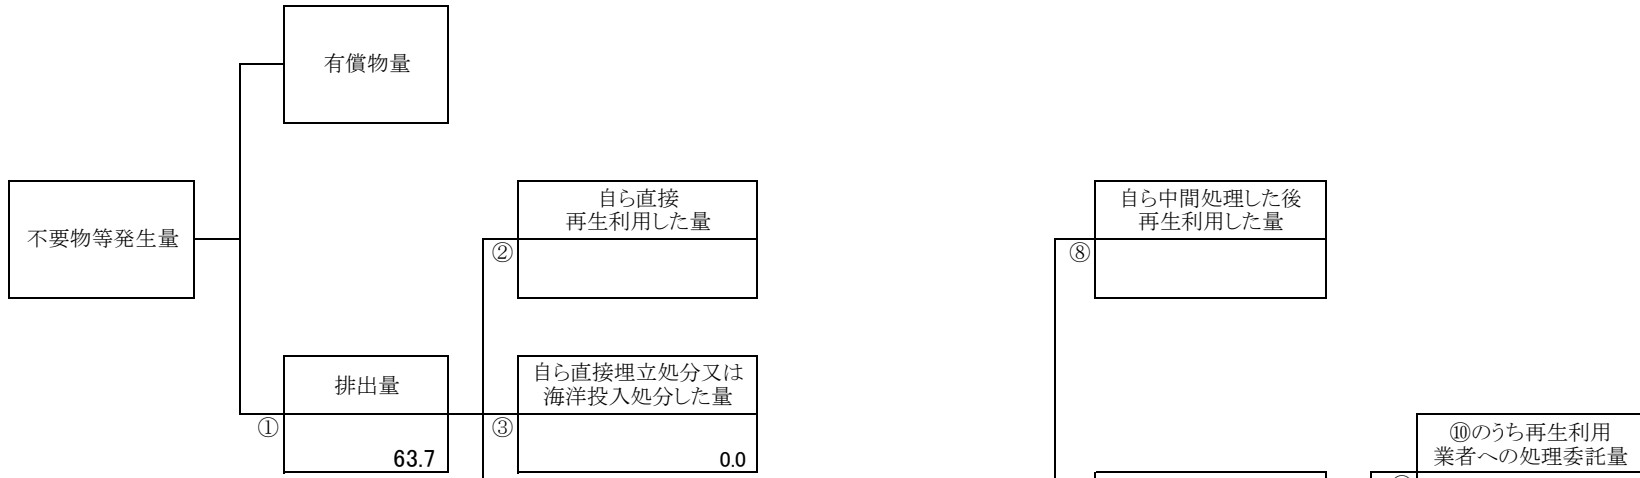 有償物量
不要物等発生量
自ら直接
再生利用した量
②
自ら中間処理した後
再生利用した量
⑧
排出量
①
63.7
自ら直接埋立処分又は
海洋投入処分した量
③
0.0
⑩のうち再生利用
業者への処理委託量